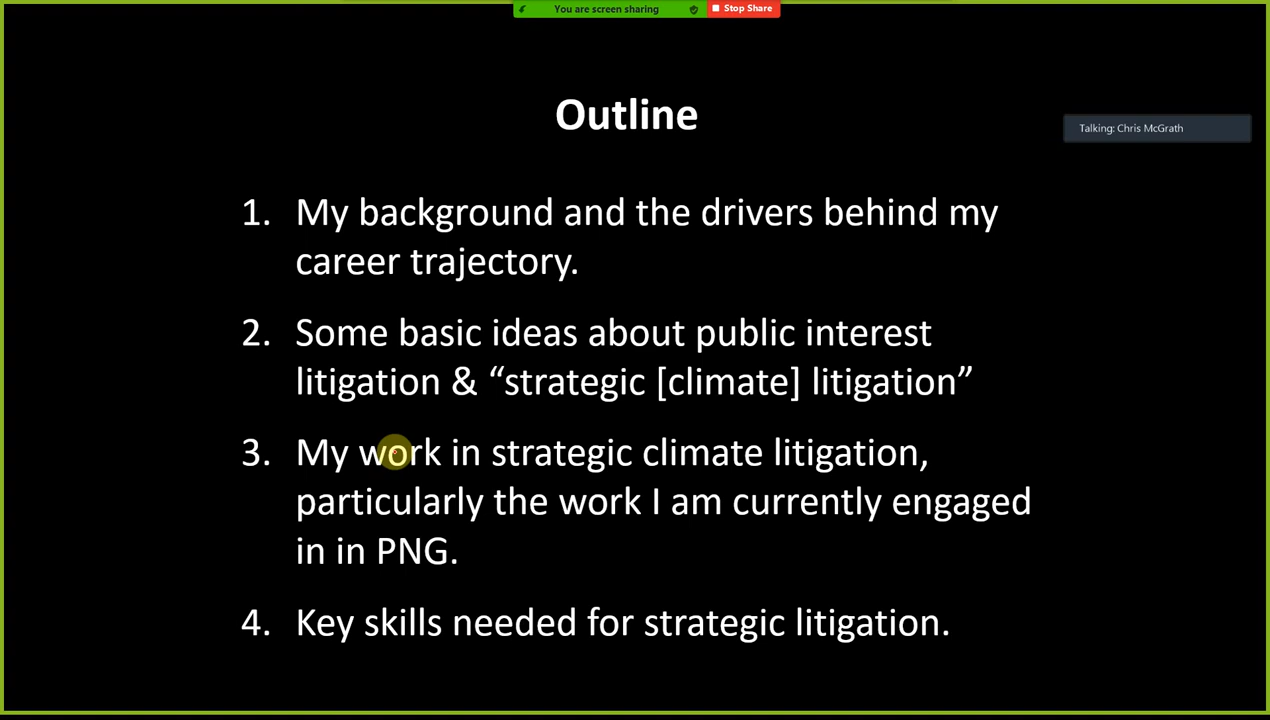 You are screen sharing
Stop Share
Outline
Talking: Chris McGrath
1. My background and the drivers behind my
career trajectory.
2. Some basic ideas about public interest
litigation & “strategic [climate] litigation”
3. My work in strategic climate litigation,
particularly the work I am currently engaged
in in PNG.
4. Key skills needed for strategic litigation.